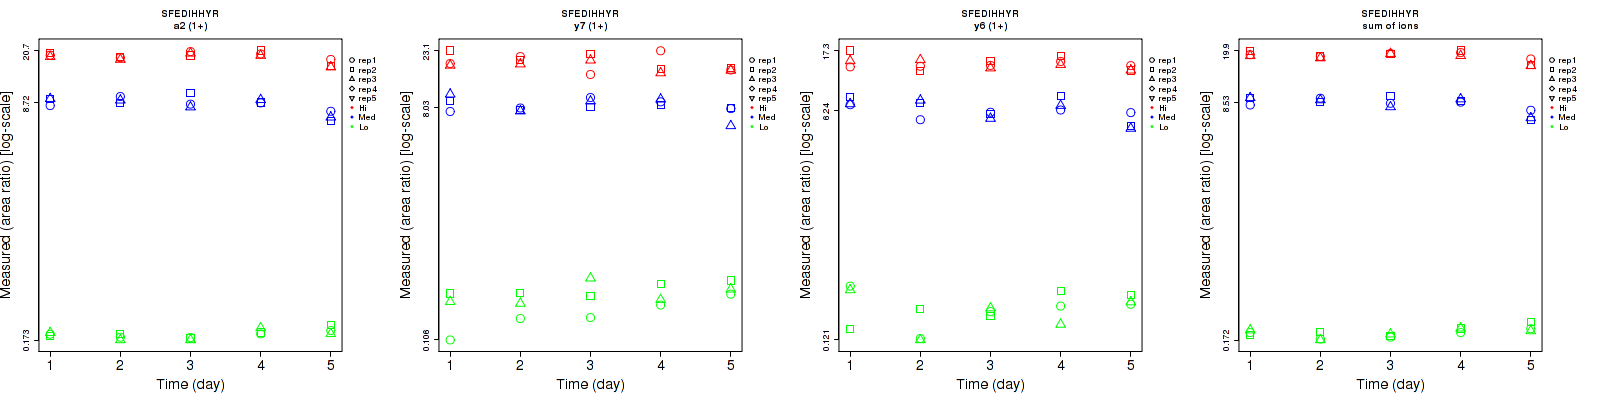 SFEDIHHYR
a2 (1+)
Measured (area ratio) [log-scale]
20.7
8.72
0.173
1 2 3 4 5
Time (day)
rep1
rep2
rep3
rep4
rep5
Hi
Med
Lo
SFEDIHHYR
y7 (1+)
Measured (area ratio) [log-scale]
23.1
8.03
0.106
1 2 3 4 5
Time (day)
rep1
rep2
rep3
rep4
rep5
Hi
Med
Lo
SFEDIHHYR
y6 (1+)
Measured (area ratio) [log-scale]
17.3
6.24
0.121
1 2 3 4 5
Time (day)
rep1
rep2
rep3
rep4
rep5
Hi
Med
Lo
SFEDIHHYR
sum of ions
Measured (area ratio) [log-scale]
19.9
8.53
0.172
1 2 3 4 5
Time (day)
rep1
rep2
rep3
rep4
rep5
Hi
Med
Lo